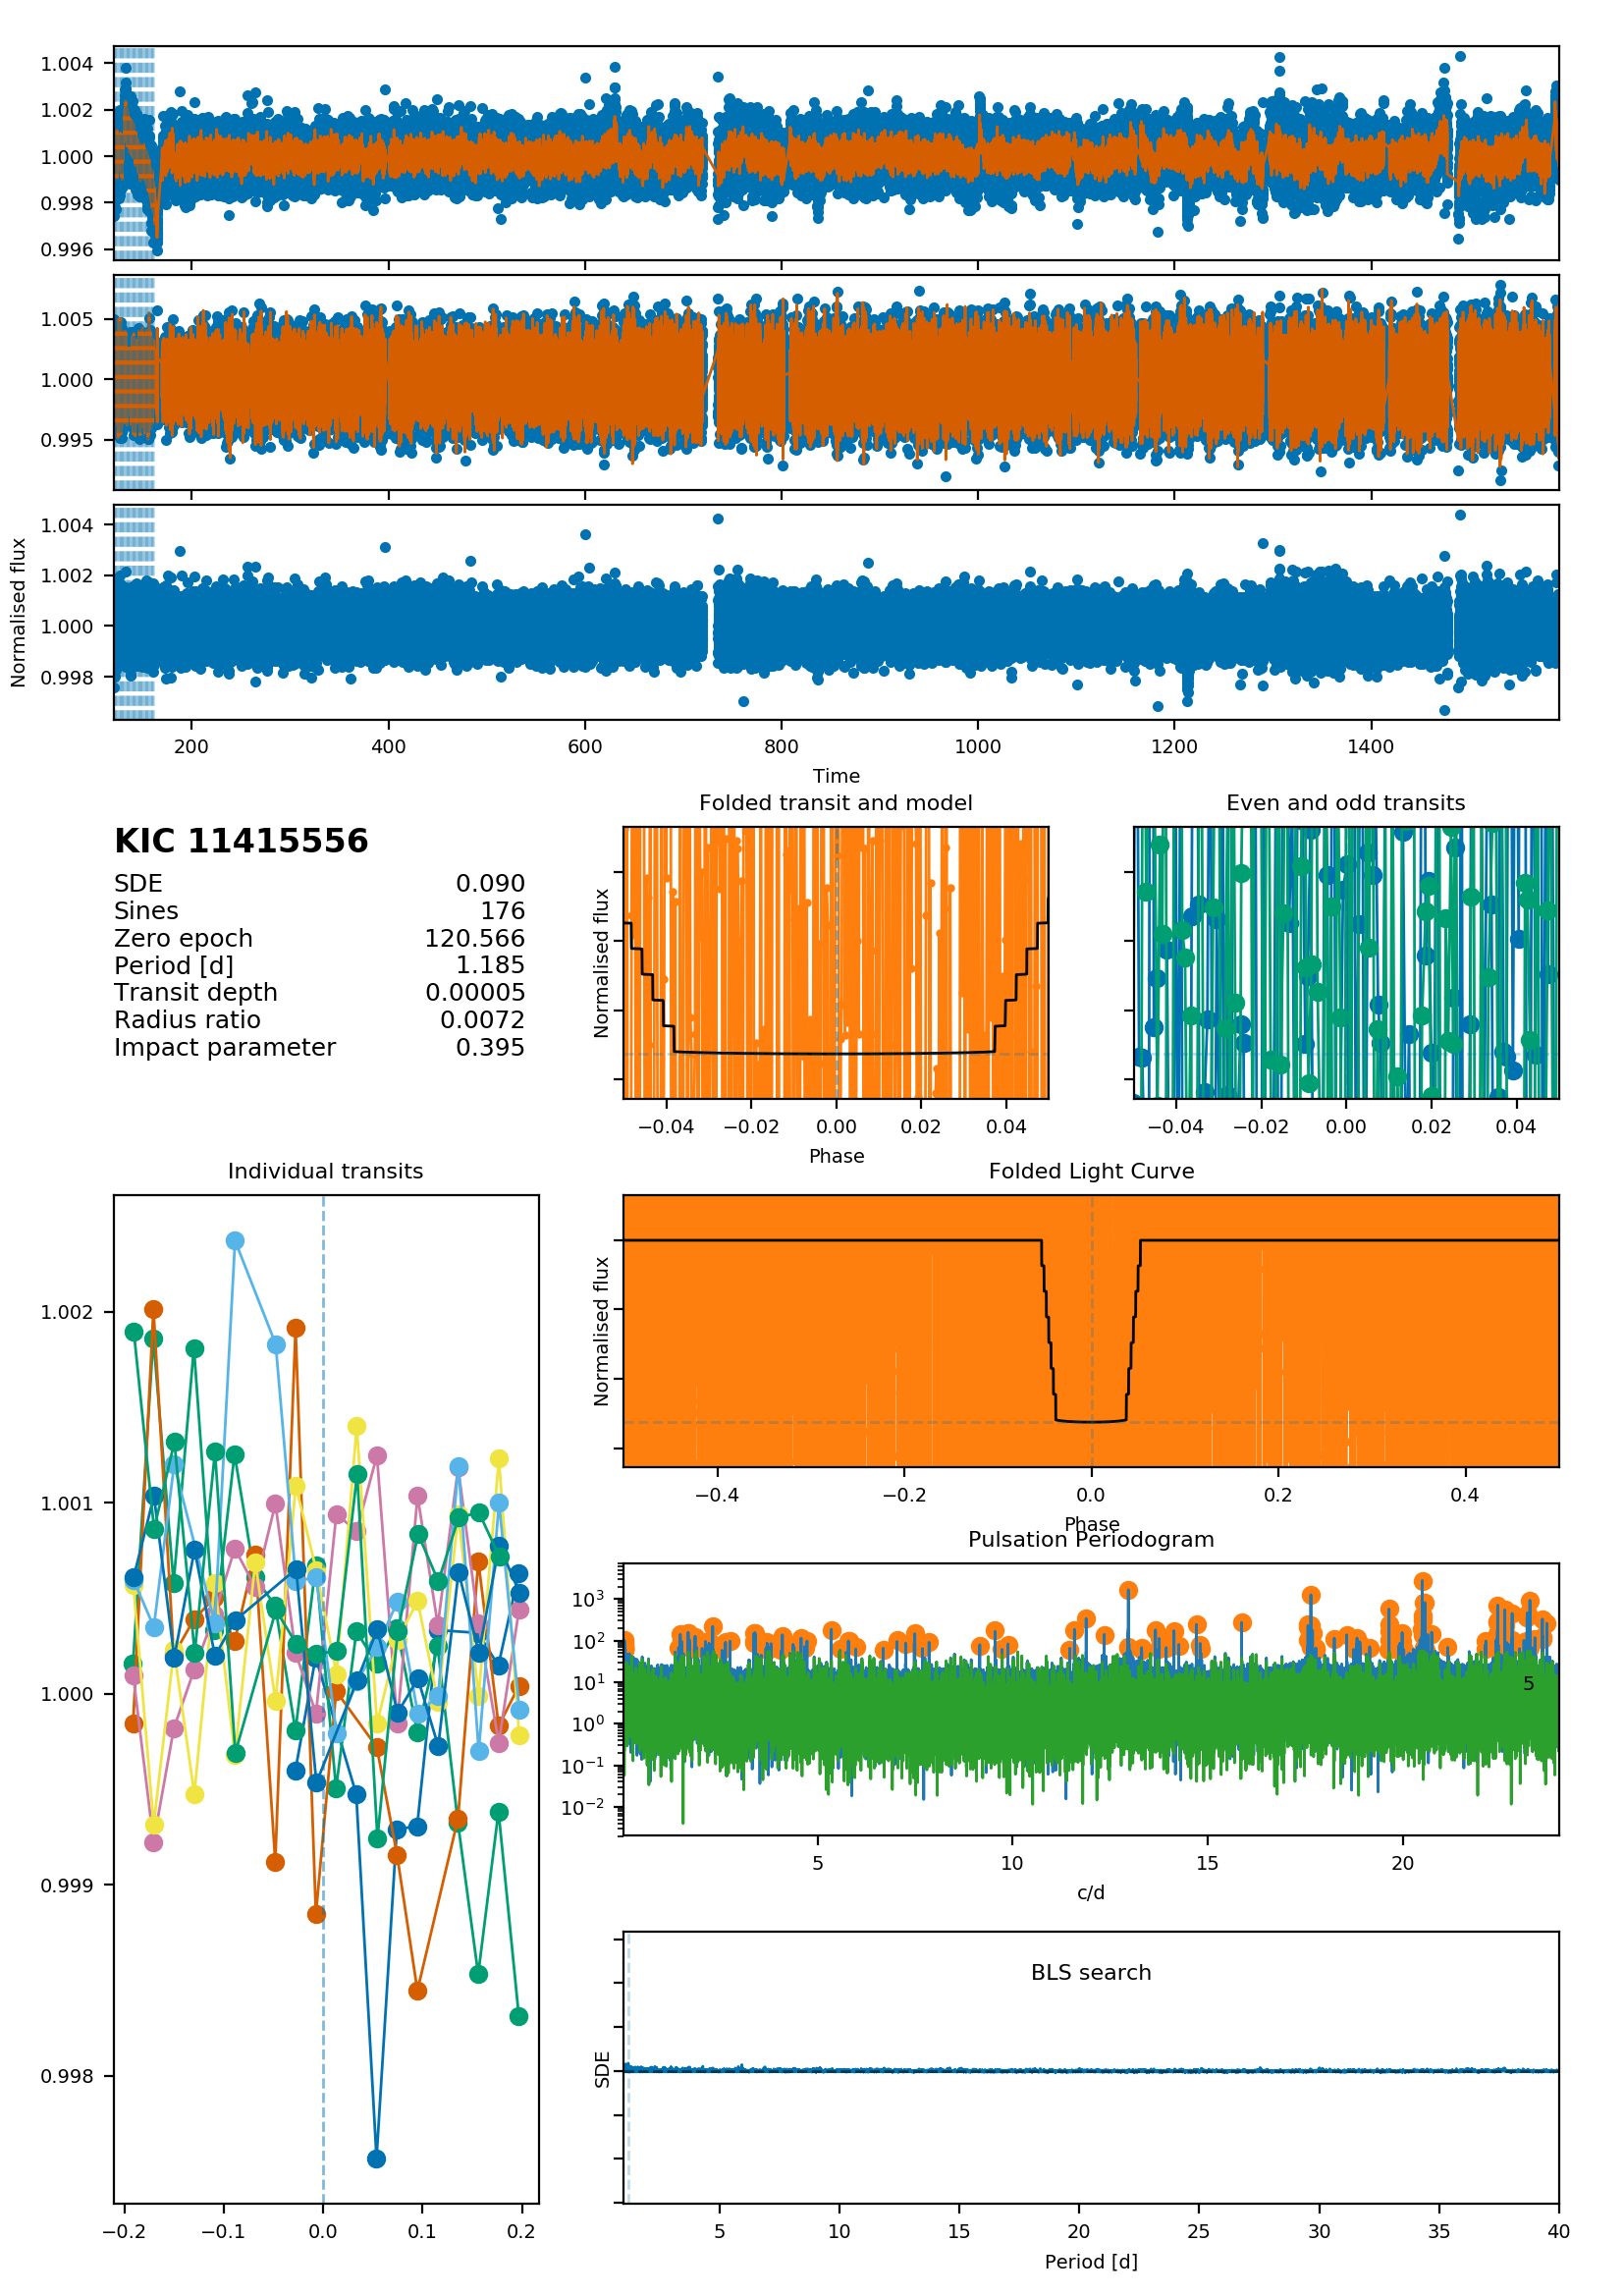 1.004
1.002
1.000
0.998
0.996
1.005
1.000
0.995
1.004
1.002
1.000
0.998
Normalised flux
200 400 600 800 1000 1200 1400
Time
KIC 11415556
SDE 0.090
Sines 176
Zero epoch 120.566
Period [d] 1.185
Transit depth 0.00005
Radius ratio 0.0072
Impact parameter 0.395
Folded transit and model
Normalised flux
−0.04 −0.02 0.00 0.02 0.04
Phase
Even and odd transits
−0.04 −0.02 0.00 0.02 0.04
Individual transits
1.002
1.001
1.000
0.999
0.998
−0.2 −0.1 0.0 0.1 0.2
Folded Light Curve
Normalised flux
−0.4 −0.2 0.0 0.2 0.4
Phase
Pulsation Periodogram
10³
10²
10¹
10⁰
10⁻¹
10⁻²
5
5 10 15 20
c/d
BLS search
SDE
5 10 15 20 25 30 35 40
Period [d]